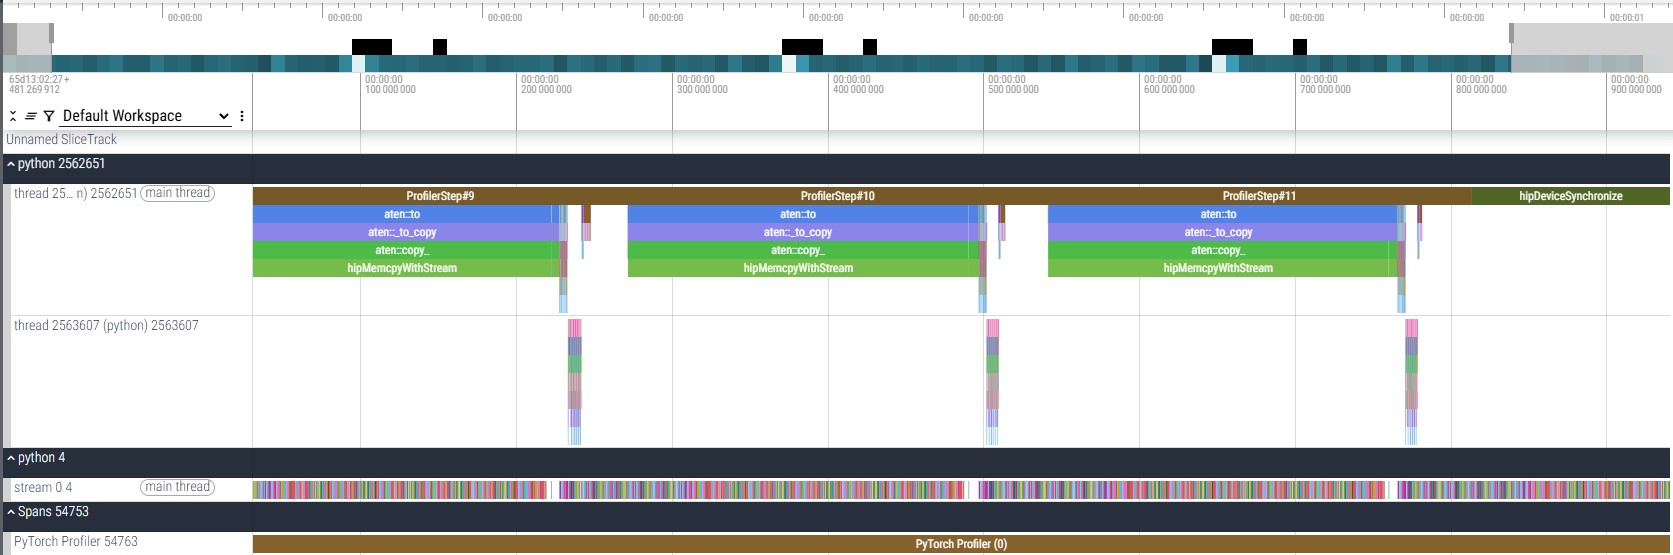 00:00:00 00:00:00 00:00:00 00:00:00 00:00:00 00:00:00 00:00:00 00:00:00 00:00:00 00:00:01
65d13:02:27+ 00:00:00 00:00:00 00:00:00 00:00:00 00:00:00 00:00:00 00:00:00 00:00:00 00:00:00
481 269 912 100 000 000 200 000 000 300 000 000 400 000 000 500 000 000 600 000 000 700 000 000 800 000 000 900 000 000
Default Workspace
Unnamed SliceTrack
python 2562651
thread 25... n) 2562651 main thread ProfilerStep#9 ProfilerStep#10 ProfilerStep#11 hipDeviceSynchronize
aten::to aten::to aten::to
aten::_to_copy aten::_to_copy aten::_to_copy
aten::copy_ aten::copy_ aten::copy_
hipMemcpyWithStream hipMemcpyWithStream hipMemcpyWithStream
thread 2563607 (python) 2563607
python 4
stream 0 4 main thread
Spans 54753
PyTorch Profiler 54763 PyTorch Profiler (0)